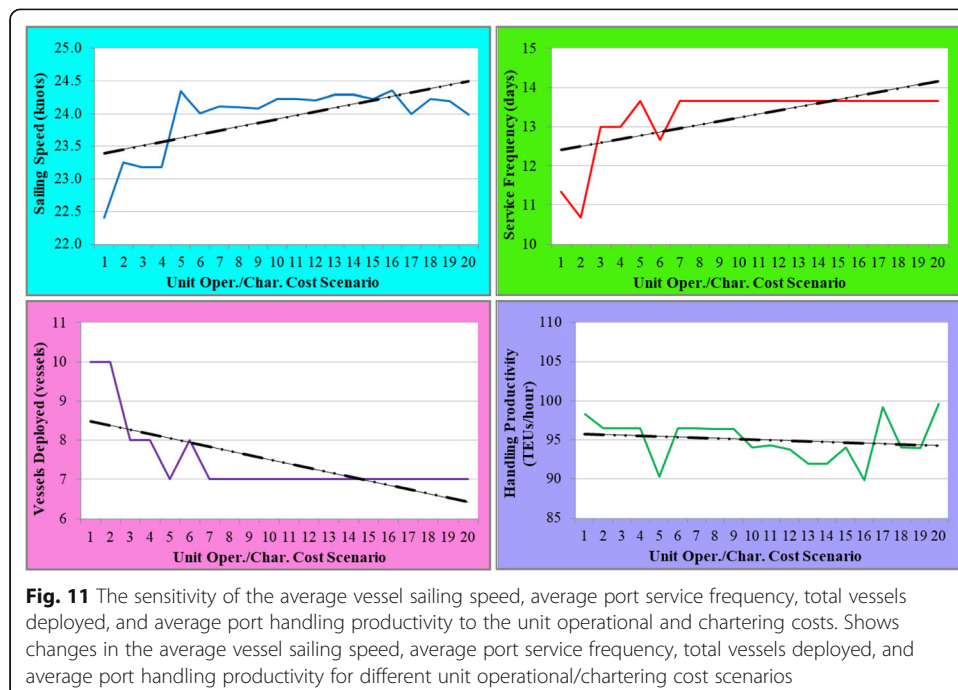 Sailing Speed (knots)
25.0
24.5
24.0
23.5
23.0
22.5
22.0
1 2 3 4 5 6 7 8 9 10 11 12 13 14 15 16 17 18 19 20
Unit Oper./Char. Cost Scenario
Service Frequency (days)
15
14
13
12
11
10
1 2 3 4 5 6 7 8 9 10 11 12 13 14 15 16 17 18 19 20
Unit Oper./Char. Cost Scenario
Vessels Deployed (vessels)
11
10
9
8
7
6
1 2 3 4 5 6 7 8 9 10 11 12 13 14 15 16 17 18 19 20
Unit Oper./Char. Cost Scenario
Handling Productivity
(TEUs/hour)
110
105
100
95
90
85
1 2 3 4 5 6 7 8 9 10 11 12 13 14 15 16 17 18 19 20
Unit Oper./Char. Cost Scenario
Fig. 11 The sensitivity of the average vessel sailing speed, average port service frequency, total vessels
deployed, and average port handling productivity to the unit operational and chartering costs. Shows
changes in the average vessel sailing speed, average port service frequency, total vessels deployed, and
average port handling productivity for different unit operational/chartering cost scenarios